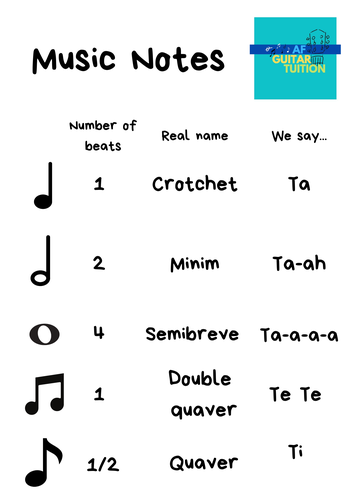 Music Notes
AF
GUITAR
TUITION
Number of
beats
Real name
We say...
1
Crotchet
Ta
2
Minim
Ta-ah
4
Semibreve
Ta-a-a-a
1
Double
quaver
Te Te
1/2
Quaver
Ti